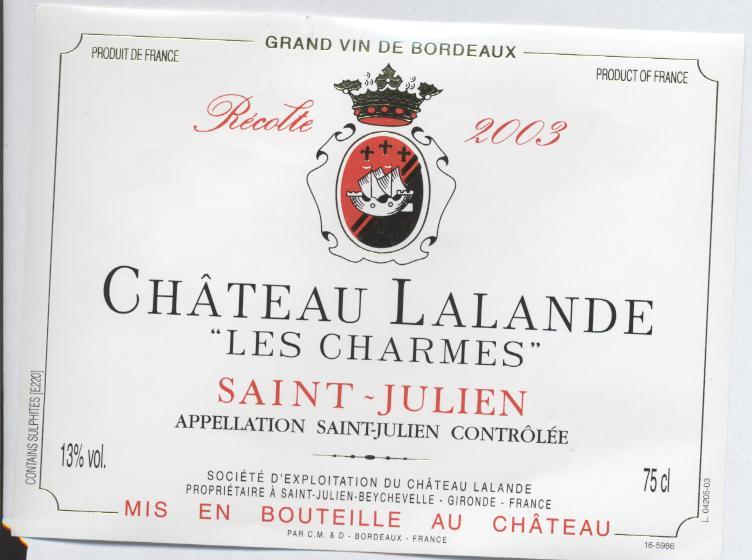 GRAND VIN DE BORDEAUX
PRODUIT DE FRANCE
PRODUCT OF FRANCE
Récolte 2003
CHÂTEAU LALANDE
"LES CHARMES"
SAINT-JULIEN
APPELLATION SAINT-JULIEN CONTRÔLÉE
CONTAINS SULPHITES [E220]
13% vol.
75 cl
SOCIÉTÉ D'EXPLOITATION DU CHÂTEAU LALANDE
PROPRIÉTAIRE À SAINT-JULIEN-BEYCHEVELLE - GIRONDE - FRANCE
MIS EN BOUTEILLE AU CHÂTEAU
PAR C.M. & D - BORDEAUX - FRANCE
16-5986
L. 04205-03